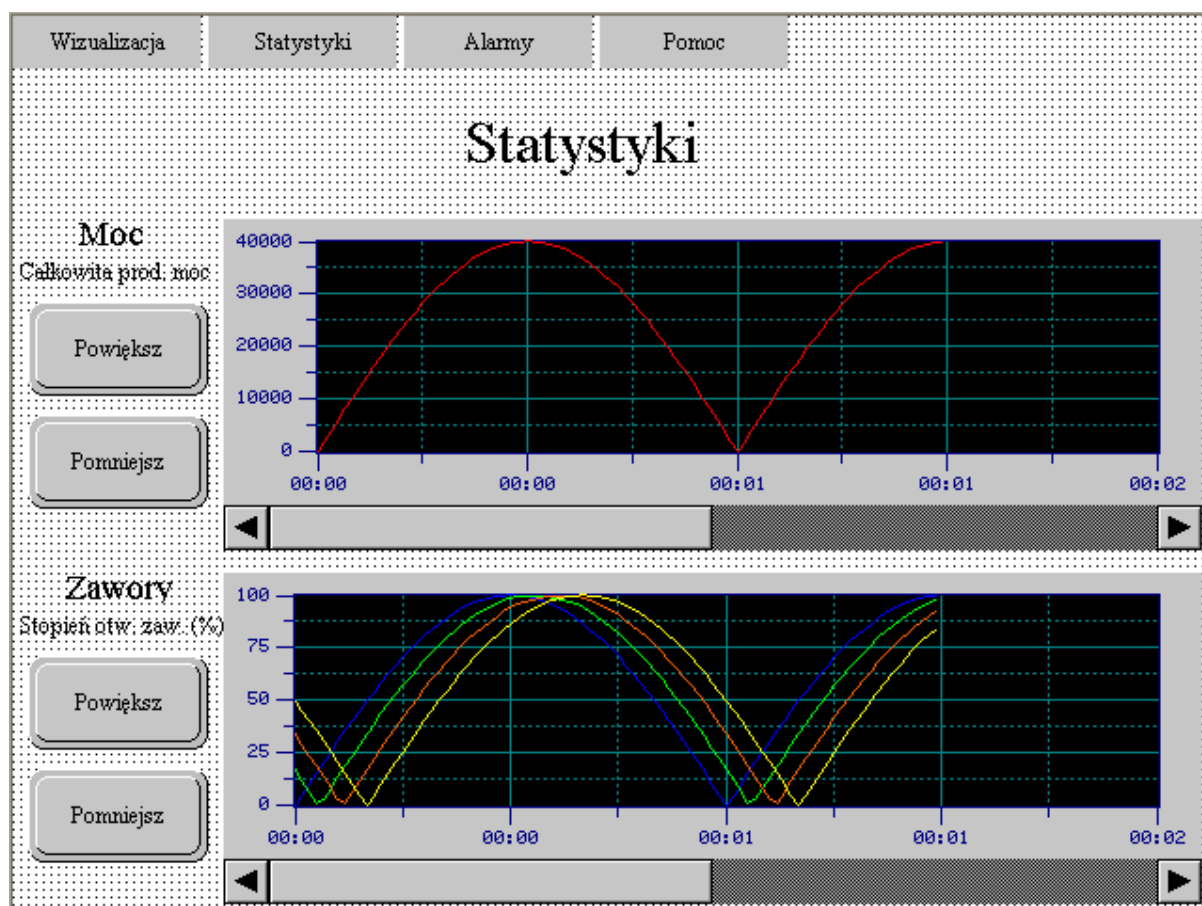 Wizualizacja Statystyki Alarmy Pomoc
Statystyki
Moc
Całkowita prod. moc
Powiększ
Pomniejsz
40000
30000
20000
10000
0
00:00 00:00 00:01 00:01 00:02
Zawory
Stopień otw. zaw. (%)
Powiększ
Pomniejsz
100
75
50
25
0
00:00 00:00 00:01 00:01 00:02